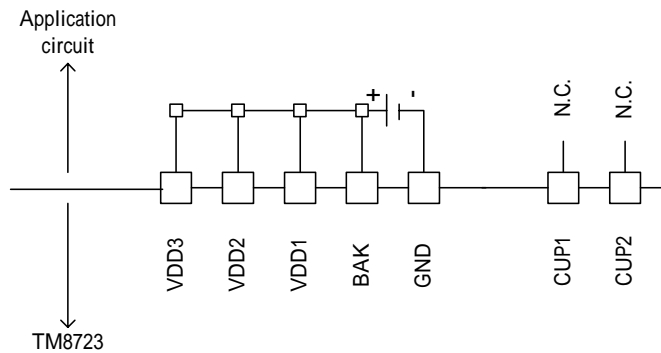 Application
circuit
+ -
N.C.
N.C.
VDD3
VDD2
VDD1
BAK
GND
CUP1
CUP2
TM8723